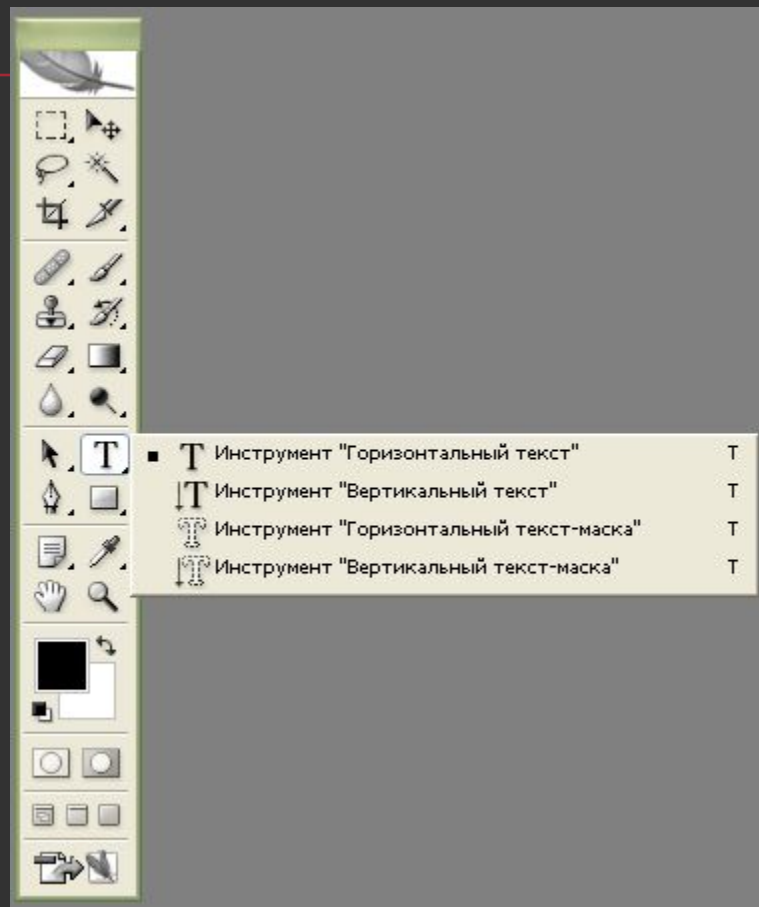 Инструмент "Горизонтальный текст" T
Инструмент "Вертикальный текст" T
Инструмент "Горизонтальный текст-маска" T
Инструмент "Вертикальный текст-маска" T